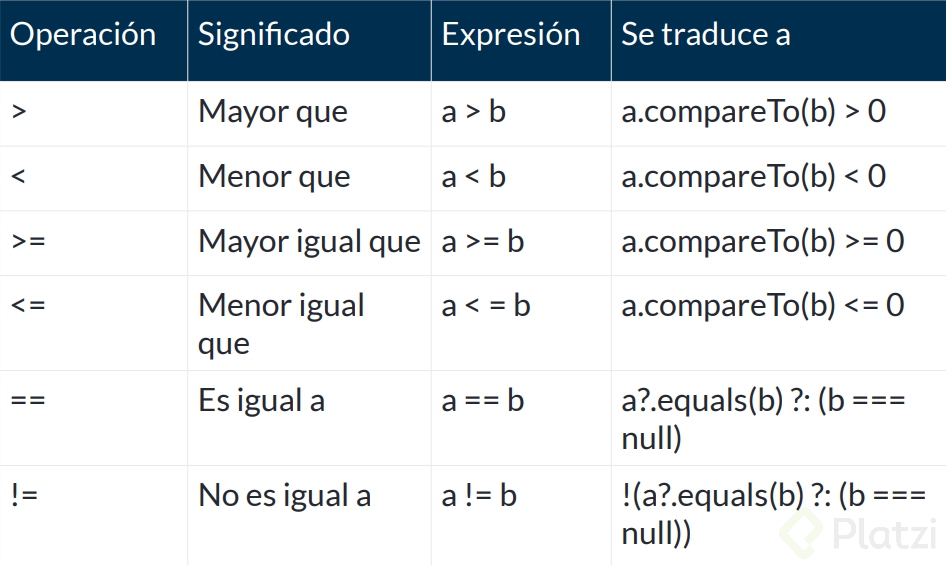 Operación Significado Expresión Se traduce a
> Mayor que a > b a.compareTo(b) > 0
< Menor que a < b a.compareTo(b) < 0
>= Mayor igual que a >= b a.compareTo(b) >= 0
<= Menor igual a < = b a.compareTo(b) <= 0
que
== Es igual a a == b a?.equals(b) ?: (b ===
null)
!= No es igual a a != b !(a?.equals(b) ?: (b ===
null))
Platzi